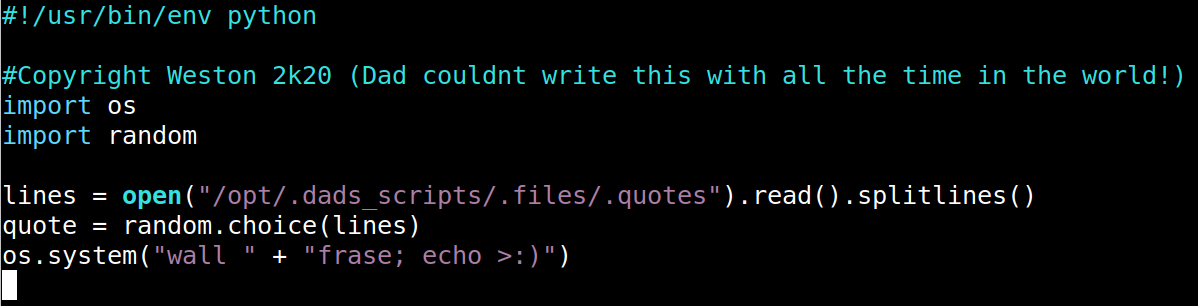 #!/usr/bin/env python
#Copyright Weston 2k20 (Dad couldnt write this with all the time in the world!)
import os
import random
lines = open("/opt/.dads_scripts/.files/.quotes").read().splitlines()
quote = random.choice(lines)
os.system("wall " + "frase; echo >:)")